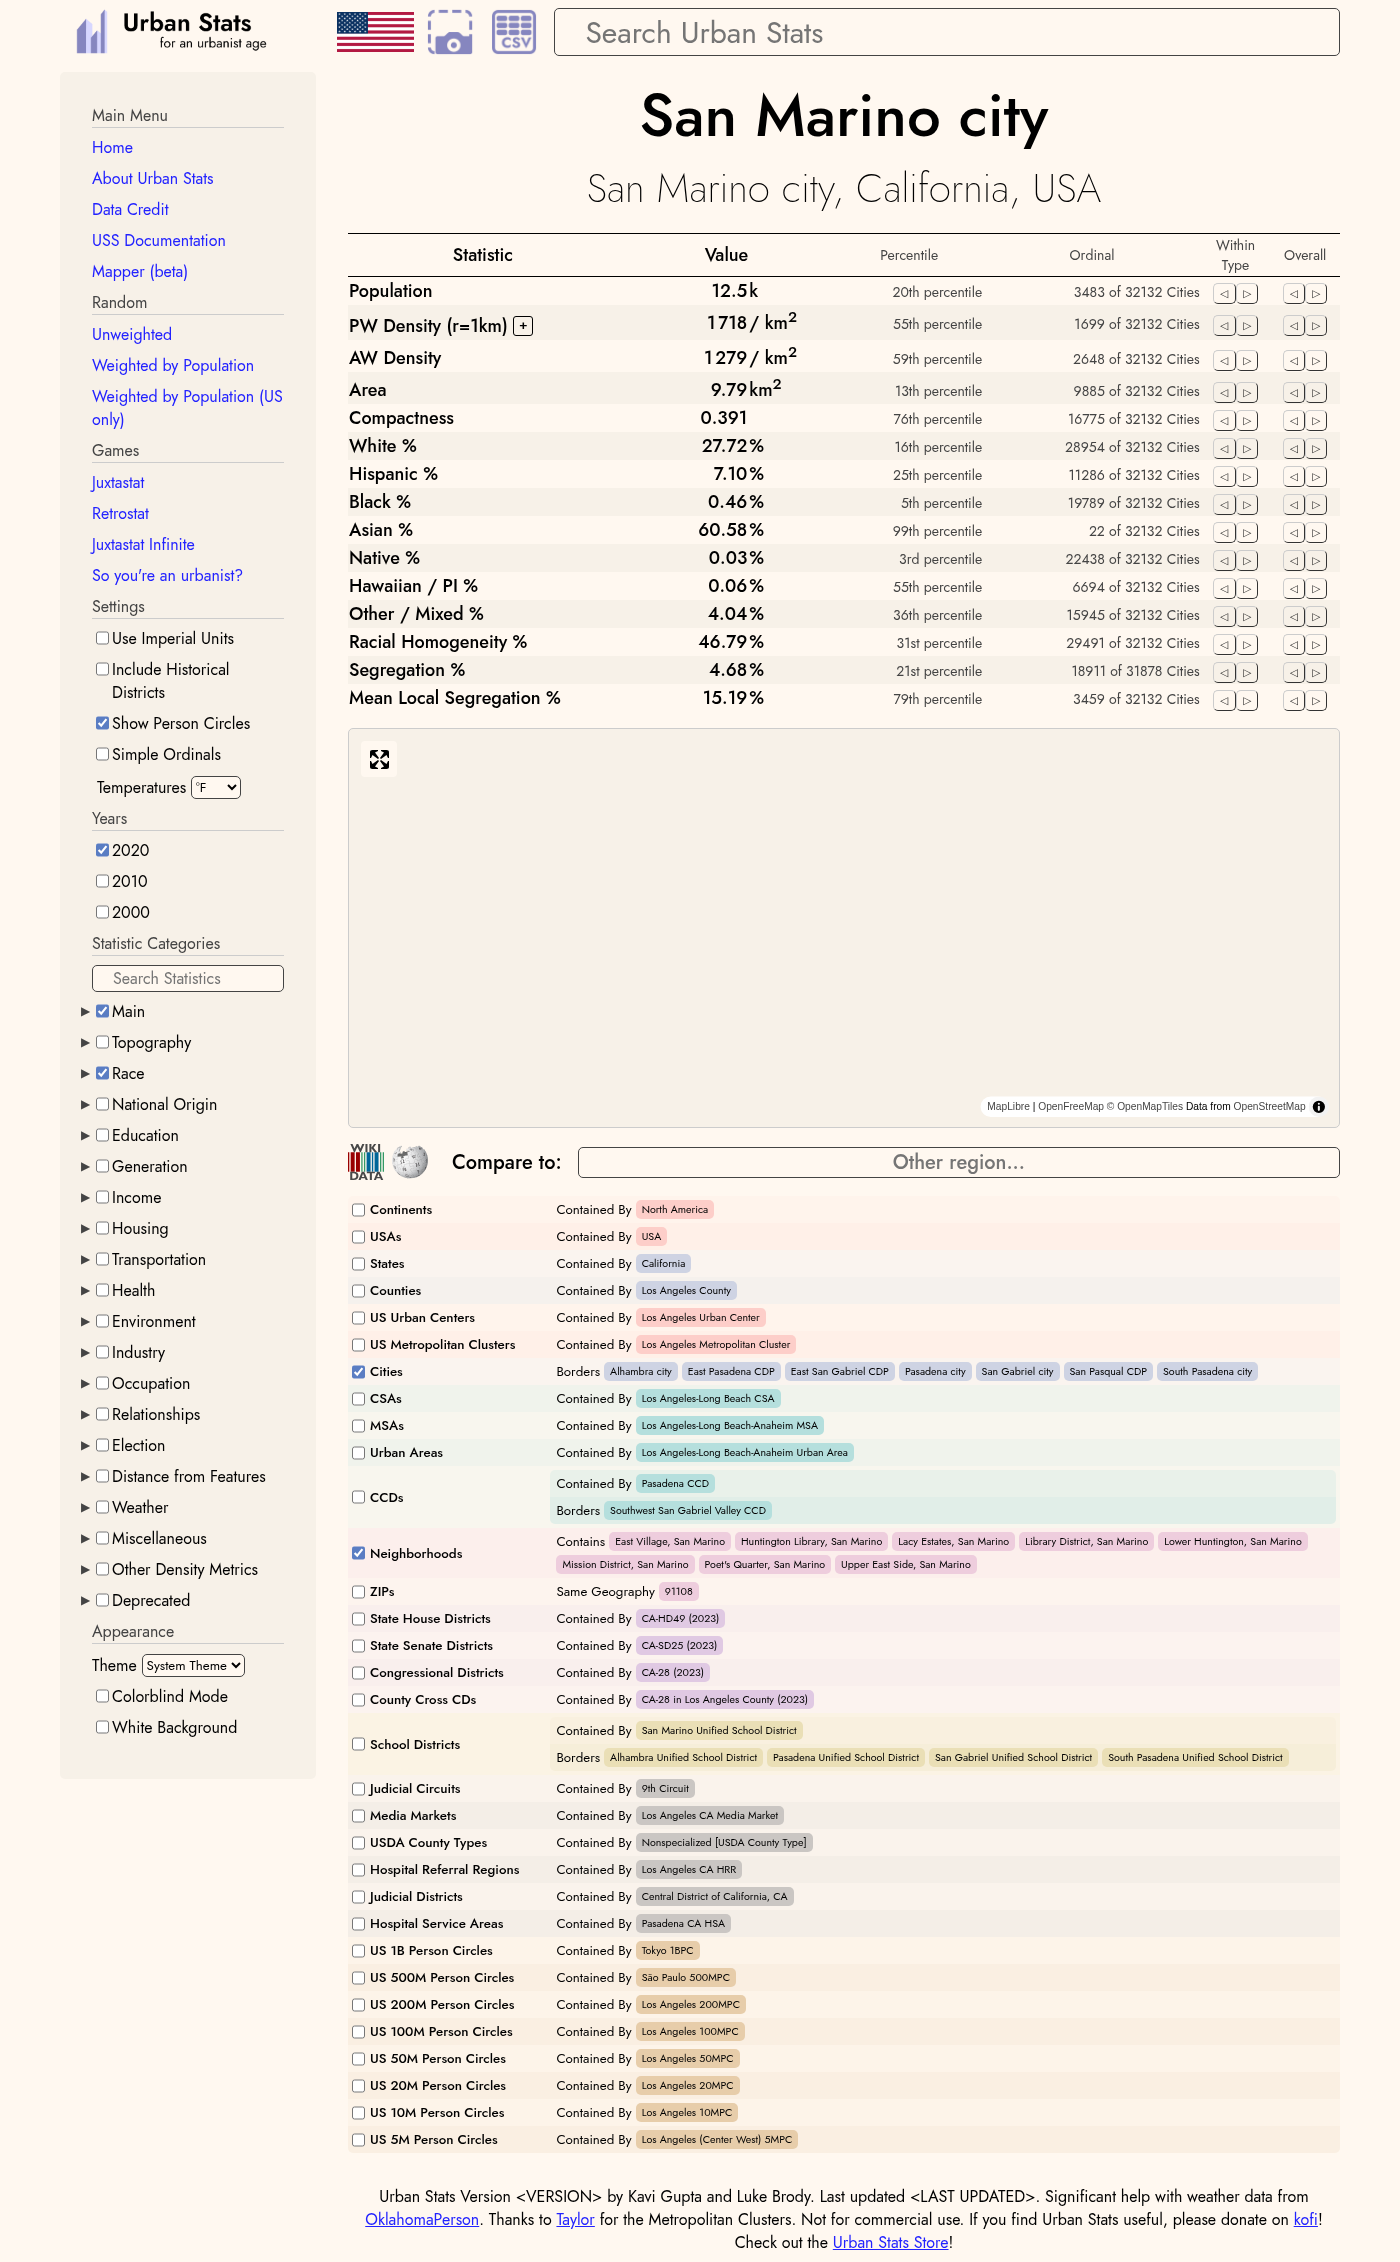 Urban Stats
for an urbanist age
CSV
Search Urban Stats
Main Menu
Home
About Urban Stats
Data Credit
USS Documentation
Mapper (beta)
Random
Unweighted
Weighted by Population
Weighted by Population (US
only)
Games
Juxtastat
Retrostat
Juxtastat Infinite
So you're an urbanist?
Settings
Use Imperial Units
Include Historical
Districts
Show Person Circles
Simple Ordinals
Temperatures °F
Years
2020
2010
2000
Statistic Categories
Search Statistics
Main
Topography
Race
National Origin
Education
Generation
Income
Housing
Transportation
Health
Environment
Industry
Occupation
Relationships
Election
Distance from Features
Weather
Miscellaneous
Other Density Metrics
Deprecated
Appearance
Theme System Theme
Colorblind Mode
White Background
San Marino city
San Marino city, California, USA
Statistic Value Percentile Ordinal Within Type Overall
Population 12.5k 20th percentile 3483 of 32132 Cities
PW Density (r=1km) + 1 718 / km² 55th percentile 1699 of 32132 Cities
AW Density 1 279 / km² 59th percentile 2648 of 32132 Cities
Area 9.79 km² 13th percentile 9885 of 32132 Cities
Compactness 0.391 76th percentile 16775 of 32132 Cities
White % 27.72% 16th percentile 28954 of 32132 Cities
Hispanic % 7.10% 25th percentile 11286 of 32132 Cities
Black % 0.46% 5th percentile 19789 of 32132 Cities
Asian % 60.58% 99th percentile 22 of 32132 Cities
Native % 0.03% 3rd percentile 22438 of 32132 Cities
Hawaiian / PI % 0.06% 55th percentile 6694 of 32132 Cities
Other / Mixed % 4.04% 36th percentile 15945 of 32132 Cities
Racial Homogeneity % 46.79% 31st percentile 29491 of 32132 Cities
Segregation % 4.68% 21st percentile 18911 of 31878 Cities
Mean Local Segregation % 15.19% 79th percentile 3459 of 32132 Cities
MapLibre | OpenFreeMap © OpenMapTiles Data from OpenStreetMap
WIKI
DATA
Compare to: Other region...
Continents Contained By North America
USAs Contained By USA
States Contained By California
Counties Contained By Los Angeles County
US Urban Centers Contained By Los Angeles Urban Center
US Metropolitan Clusters Contained By Los Angeles Metropolitan Cluster
Cities Borders Alhambra city East Pasadena CDP East San Gabriel CDP Pasadena city San Gabriel city San Pasqual CDP South Pasadena city
CSAs Contained By Los Angeles-Long Beach CSA
MSAs Contained By Los Angeles-Long Beach-Anaheim MSA
Urban Areas Contained By Los Angeles-Long Beach-Anaheim Urban Area
CCDs Contained By Pasadena CCD
Borders Southwest San Gabriel Valley CCD
Neighborhoods Contains East Village, San Marino Huntington Library, San Marino Lacy Estates, San Marino Library District, San Marino Lower Huntington, San Marino
Mission District, San Marino Poet's Quarter, San Marino Upper East Side, San Marino
ZIPs Same Geography 91108
State House Districts Contained By CA-HD49 (2023)
State Senate Districts Contained By CA-SD25 (2023)
Congressional Districts Contained By CA-28 (2023)
County Cross CDs Contained By CA-28 in Los Angeles County (2023)
School Districts Contained By San Marino Unified School District
Borders Alhambra Unified School District Pasadena Unified School District San Gabriel Unified School District South Pasadena Unified School District
Judicial Circuits Contained By 9th Circuit
Media Markets Contained By Los Angeles CA Media Market
USDA County Types Contained By Nonspecialized [USDA County Type]
Hospital Referral Regions Contained By Los Angeles CA HRR
Judicial Districts Contained By Central District of California, CA
Hospital Service Areas Contained By Pasadena CA HSA
US 1B Person Circles Contained By Tokyo 1BPC
US 500M Person Circles Contained By São Paulo 500MPC
US 200M Person Circles Contained By Los Angeles 200MPC
US 100M Person Circles Contained By Los Angeles 100MPC
US 50M Person Circles Contained By Los Angeles 50MPC
US 20M Person Circles Contained By Los Angeles 20MPC
US 10M Person Circles Contained By Los Angeles 10MPC
US 5M Person Circles Contained By Los Angeles (Center West) 5MPC
Urban Stats Version <VERSION> by Kavi Gupta and Luke Brody. Last updated <LAST UPDATED>. Significant help with weather data from
OklahomaPerson. Thanks to Taylor for the Metropolitan Clusters. Not for commercial use. If you find Urban Stats useful, please donate on kofi!
Check out the Urban Stats Store!